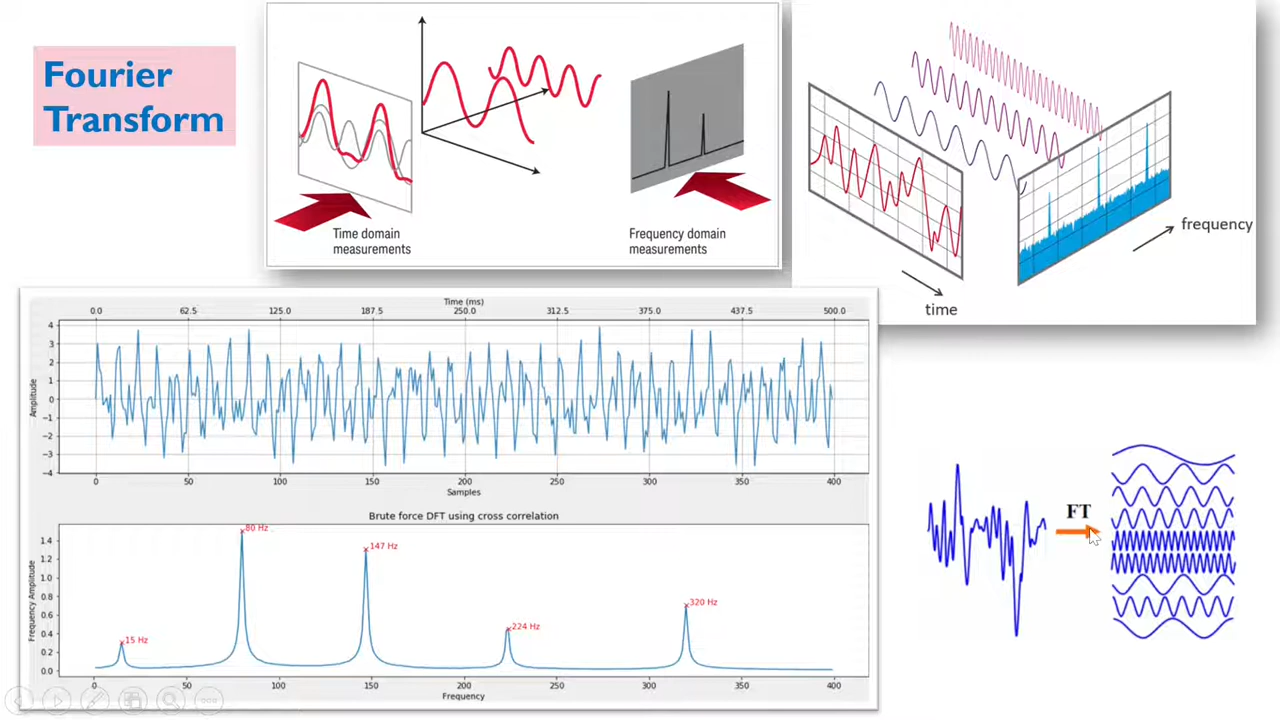 Fourier
Transform
Time domain
measurements
Frequency domain
measurements
frequency
time
Time (ms)
0.0 62.5 125.0 187.5 250.0 312.5 375.0 437.5 500.0
4
3
2
1
0
−1
−2
−3
−4
Amplitude
0 50 100 150 200 250 300 350 400
Samples
Brute force DFT using cross correlation
80 Hz
147 Hz
320 Hz
224 Hz
15 Hz
1.4
1.2
1.0
0.8
0.6
0.4
0.2
0.0
Frequency Amplitude
0 50 100 150 200 250 300 350 400
Frequency
FT